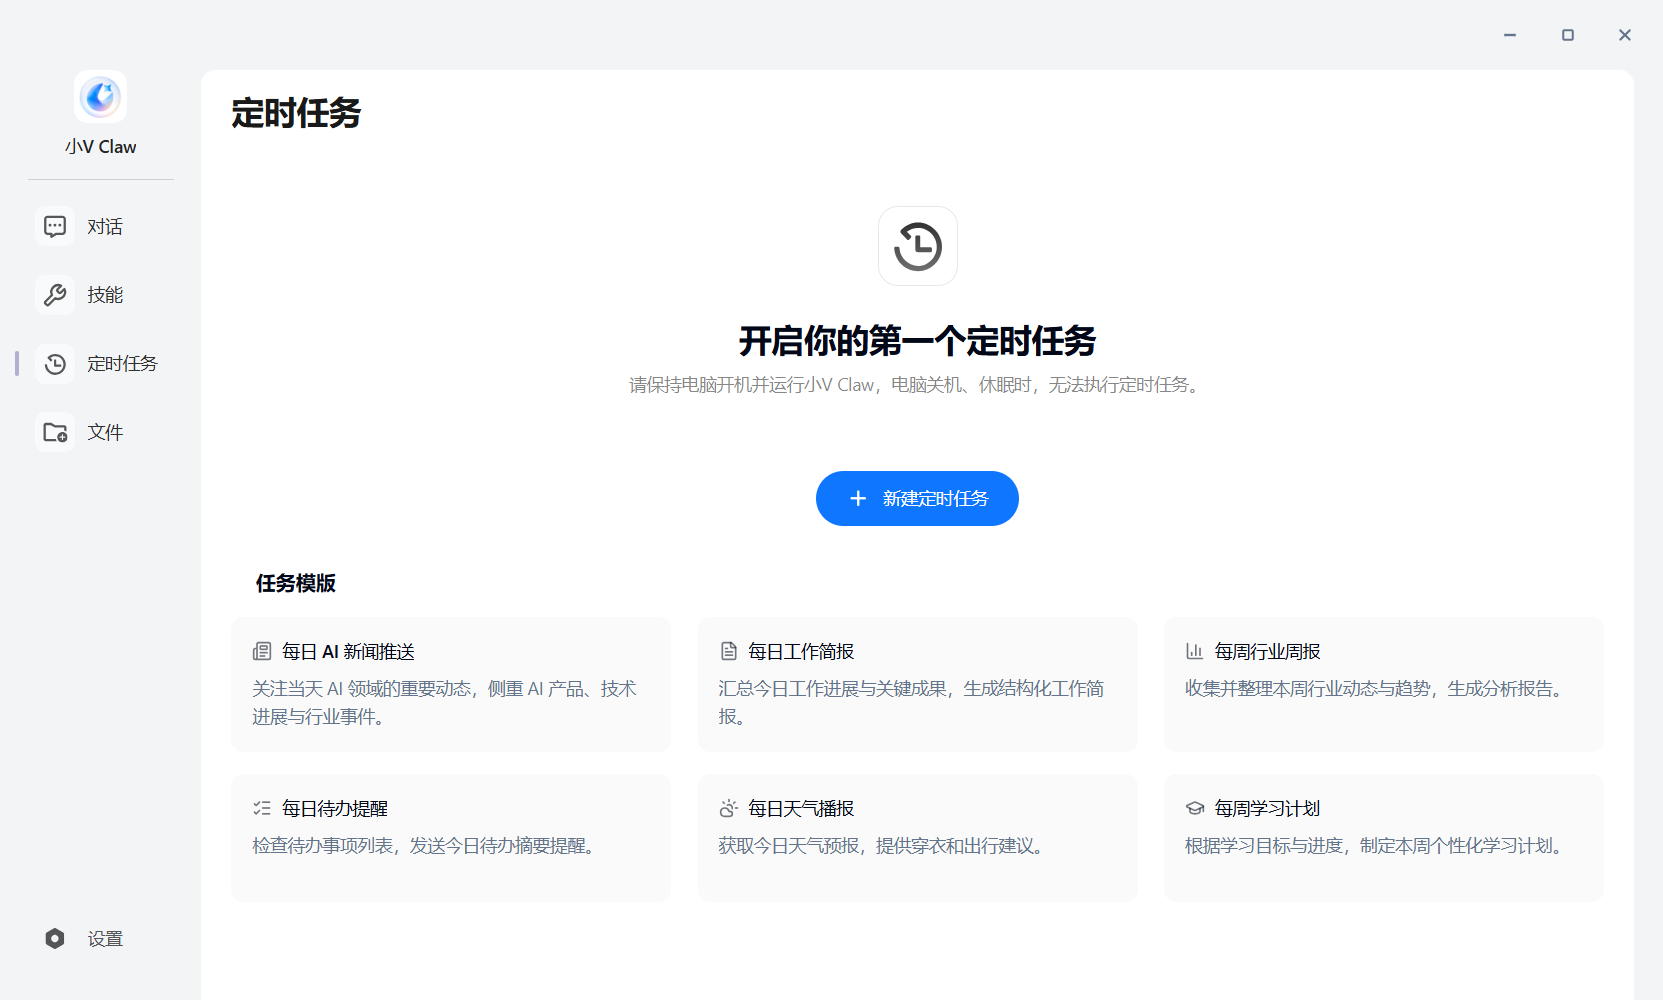 小V Claw
对话
技能
定时任务
文件
设置
定时任务
开启你的第一个定时任务
请保持电脑开机并运行小V Claw，电脑关机、休眠时，无法执行定时任务。
新建定时任务
任务模版
每日 AI 新闻推送
关注当天 AI 领域的重要动态，侧重 AI 产品、技术
进展与行业事件。
每日工作简报
汇总今日工作进展与关键成果，生成结构化工作简
报。
每周行业周报
收集并整理本周行业动态与趋势，生成分析报告。
每日待办提醒
检查待办事项列表，发送今日待办摘要提醒。
每日天气播报
获取今日天气预报，提供穿衣和出行建议。
每周学习计划
根据学习目标与进度，制定本周个性化学习计划。